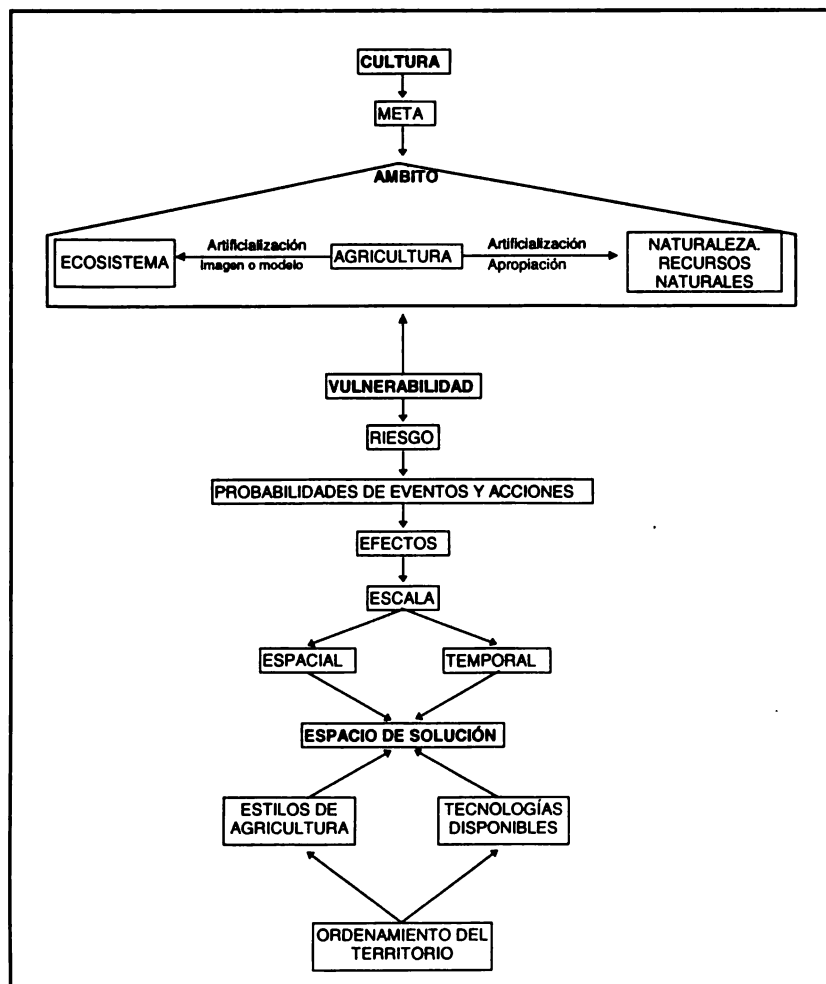 CULTURA
META
AMBITO
ECOSISTEMA
Artificialización
Imagen o modelo
AGRICULTURA
Artificialización
Apropiación
NATURALEZA.
RECURSOS
NATURALES
VULNERABILIDAD
RIESGO
PROBABILIDADES DE EVENTOS Y ACCIONES
EFECTOS
ESCALA
ESPACIAL
TEMPORAL
ESPACIO DE SOLUCIÓN
ESTILOS DE
AGRICULTURA
TECNOLOGÍAS
DISPONIBLES
ORDENAMIENTO DEL
TERRITORIO